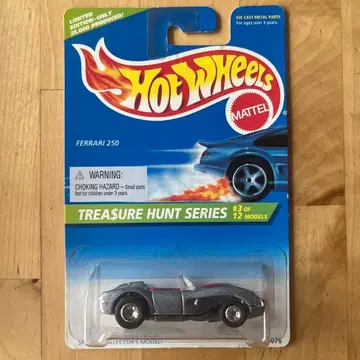 LIMITED
EDITION-ONLY
25,000 PRODUCED!
DIE CAST METAL PARTS
For ages over 3 years.
HOT WHEELS
MATTEL
FERRARI 250
WARNING:
CHOKING HAZARD – Small parts
Not for children under 3 years.
TREASURE HUNT SERIES #3 OF
12 MODELS
COLLECTOR'S MODEL!